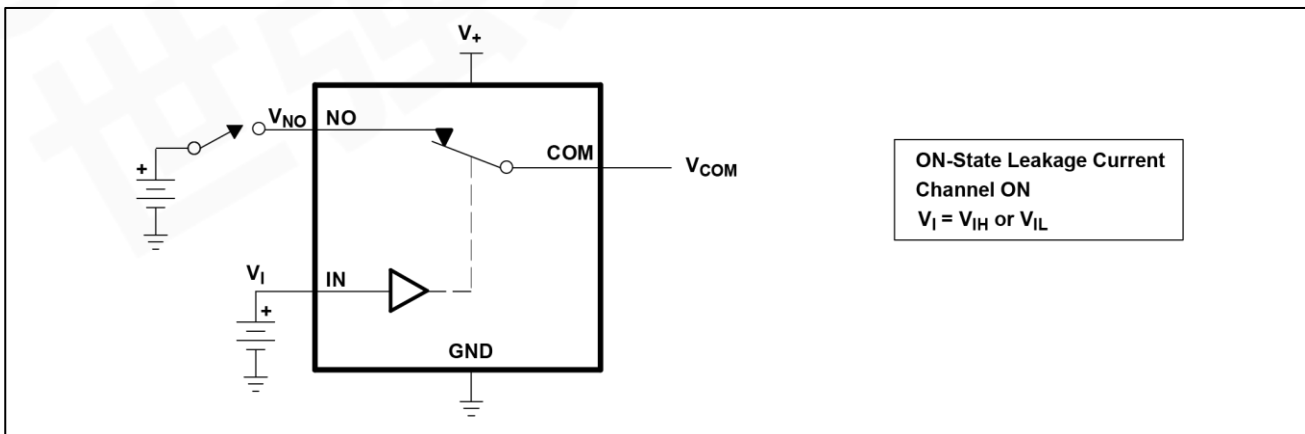 V+
VNO NO
COM
VCOM
+
VI IN
+
GND
ON-State Leakage Current
Channel ON
VI = VIH or VIL